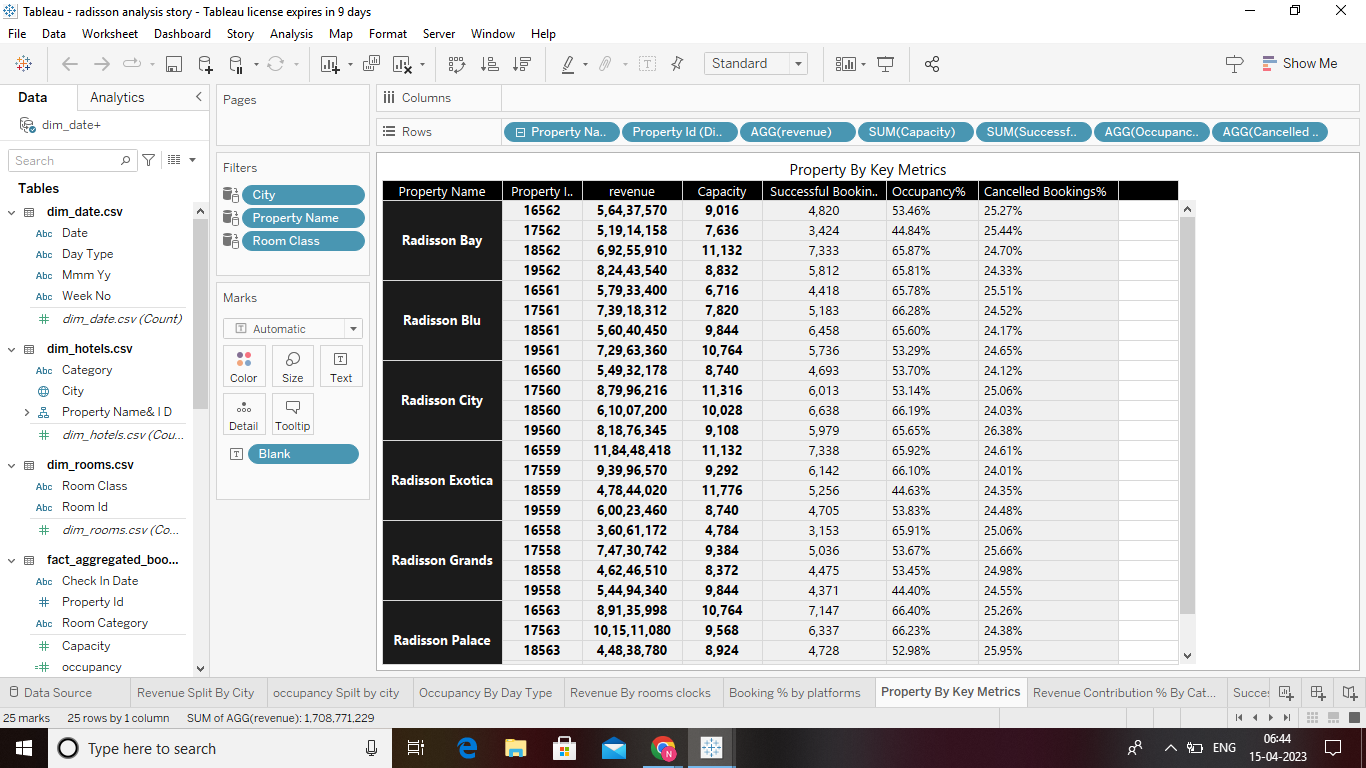 Tableau - radisson analysis story - Tableau license expires in 9 days
File Data Worksheet Dashboard Story Analysis Map Format Server Window Help
Standard
Show Me
Data Analytics
dim_date+
Search
Tables
dim_date.csv
Abc Date
Abc Day Type
Abc Mmm Yy
Abc Week No
dim_date.csv (Count)
dim_hotels.csv
Abc Category
City
Property Name& I D
dim_hotels.csv (Cou...
dim_rooms.csv
Abc Room Class
Abc Room Id
dim_rooms.csv (Co...
fact_aggregated_boo...
Abc Check In Date
Property Id
Abc Room Category
Capacity
occupancy
Pages
Filters
City
Property Name
Room Class
Marks
Automatic
Color Size Text
Detail Tooltip
Blank
Columns
Rows Property Na.. Property Id (Di.. AGG(revenue) SUM(Capacity) SUM(Successf.. AGG(Occupanc.. AGG(Cancelled ..
Property By Key Metrics
Property Name Property I.. revenue Capacity Successful Bookin.. Occupancy% Cancelled Bookings%
Radisson Bay
16562 5,64,37,570 9,016 4,820 53.46% 25.27%
17562 5,19,14,158 7,636 3,424 44.84% 25.44%
18562 6,92,55,910 11,132 7,333 65.87% 24.70%
19562 8,24,43,540 8,832 5,812 65.81% 24.33%
Radisson Blu
16561 5,79,33,400 6,716 4,418 65.78% 25.51%
17561 7,39,18,312 7,820 5,183 66.28% 24.52%
18561 5,60,40,450 9,844 6,458 65.60% 24.17%
19561 7,29,63,360 10,764 5,736 53.29% 24.65%
Radisson City
16560 5,49,32,178 8,740 4,693 53.70% 24.12%
17560 8,79,96,216 11,316 6,013 53.14% 25.06%
18560 6,10,07,200 10,028 6,638 66.19% 24.03%
19560 8,18,76,345 9,108 5,979 65.65% 26.38%
Radisson Exotica
16559 11,84,48,418 11,132 7,338 65.92% 24.61%
17559 9,39,96,570 9,292 6,142 66.10% 24.01%
18559 4,78,44,020 11,776 5,256 44.63% 24.35%
19559 6,00,23,460 8,740 4,705 53.83% 24.48%
Radisson Grands
16558 3,60,61,172 4,784 3,153 65.91% 25.06%
17558 7,47,30,742 9,384 5,036 53.67% 25.66%
18558 4,62,46,510 8,372 4,475 53.45% 24.98%
19558 5,44,94,340 9,844 4,371 44.40% 24.55%
Radisson Palace
16563 8,91,35,998 10,764 7,147 66.40% 25.26%
17563 10,15,11,080 9,568 6,337 66.23% 24.38%
18563 4,48,38,780 8,924 4,728 52.98% 25.95%
Data Source Revenue Split By City occupancy Spilt by city Occupancy By Day Type Revenue By rooms clocks Booking % by platforms Property By Key Metrics Revenue Contribution % By Cat... Succes
25 marks 25 rows by 1 column SUM of AGG(revenue): 1,708,771,229
Type here to search
N
ENG
06:44
15-04-2023